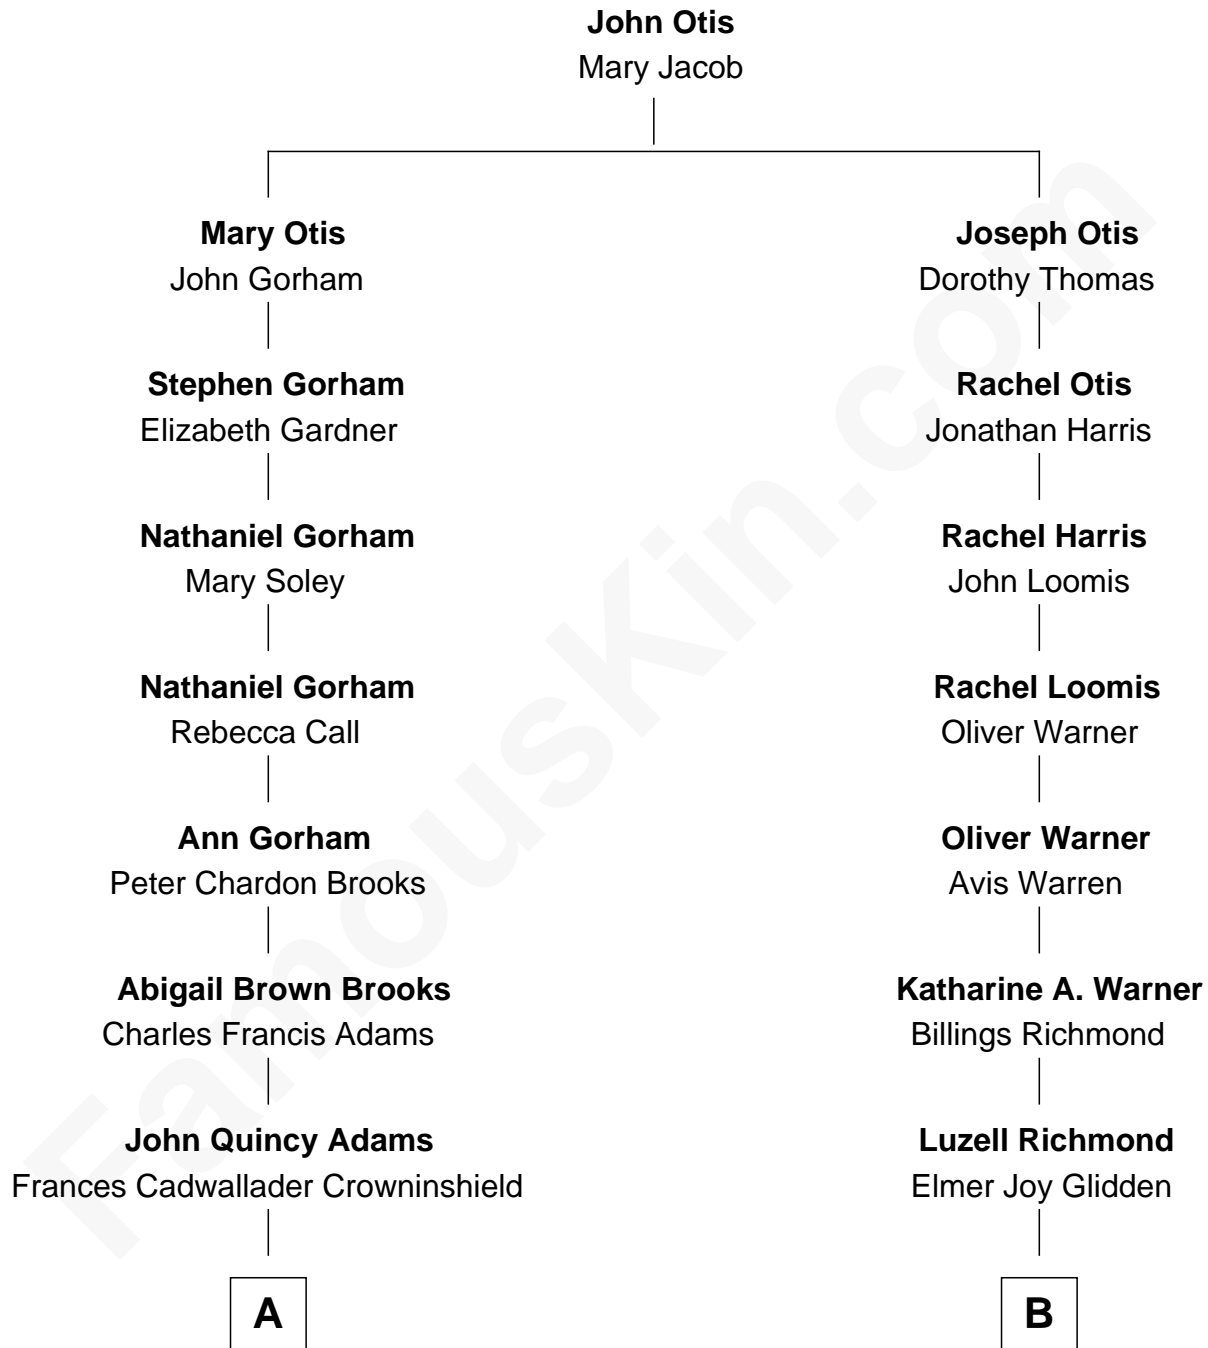 John Otis
Mary Jacob
Mary Otis
John Gorham
Joseph Otis
Dorothy Thomas
Stephen Gorham
Elizabeth Gardner
Rachel Otis
Jonathan Harris
Nathaniel Gorham
Mary Soley
Rachel Harris
John Loomis
Nathaniel Gorham
Rebecca Call
Rachel Loomis
Oliver Warner
Ann Gorham
Peter Chardon Brooks
Oliver Warner
Avis Warren
Abigail Brown Brooks
Charles Francis Adams
Katharine A. Warner
Billings Richmond
John Quincy Adams
Frances Cadwallader Crowninshield
Luzell Richmond
Elmer Joy Glidden
A
B
FamousKin.com